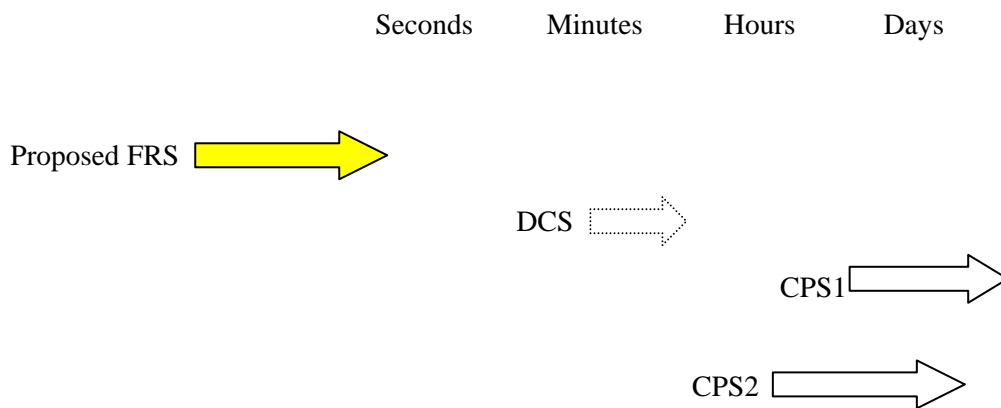 Seconds Minutes Hours Days
Proposed FRS
DCS
CPS1
CPS2